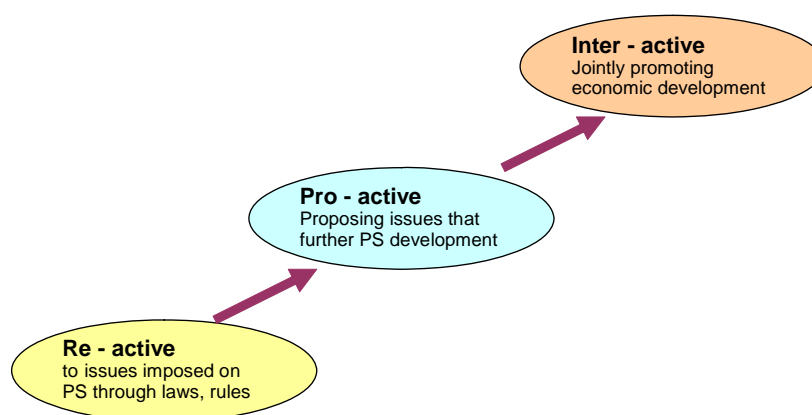 Inter - active
Jointly promoting
economic development
Pro - active
Proposing issues that
further PS development
Re - active
to issues imposed on
PS through laws, rules